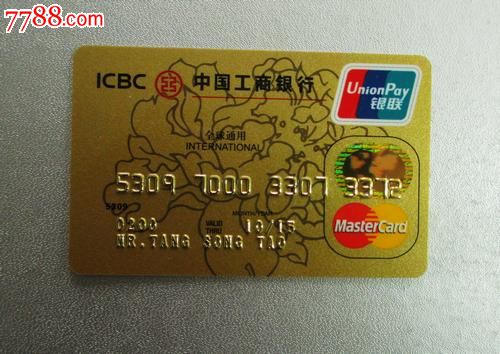 7788.com
ICBC 中国工商银行
UnionPay
银联
全球通用
INTERNATIONAL
5309 7000 3307 3372
5309
MONTH/YEAR
0200 VALID THRU 10/15
MR.TANG SONG TAO
MasterCard